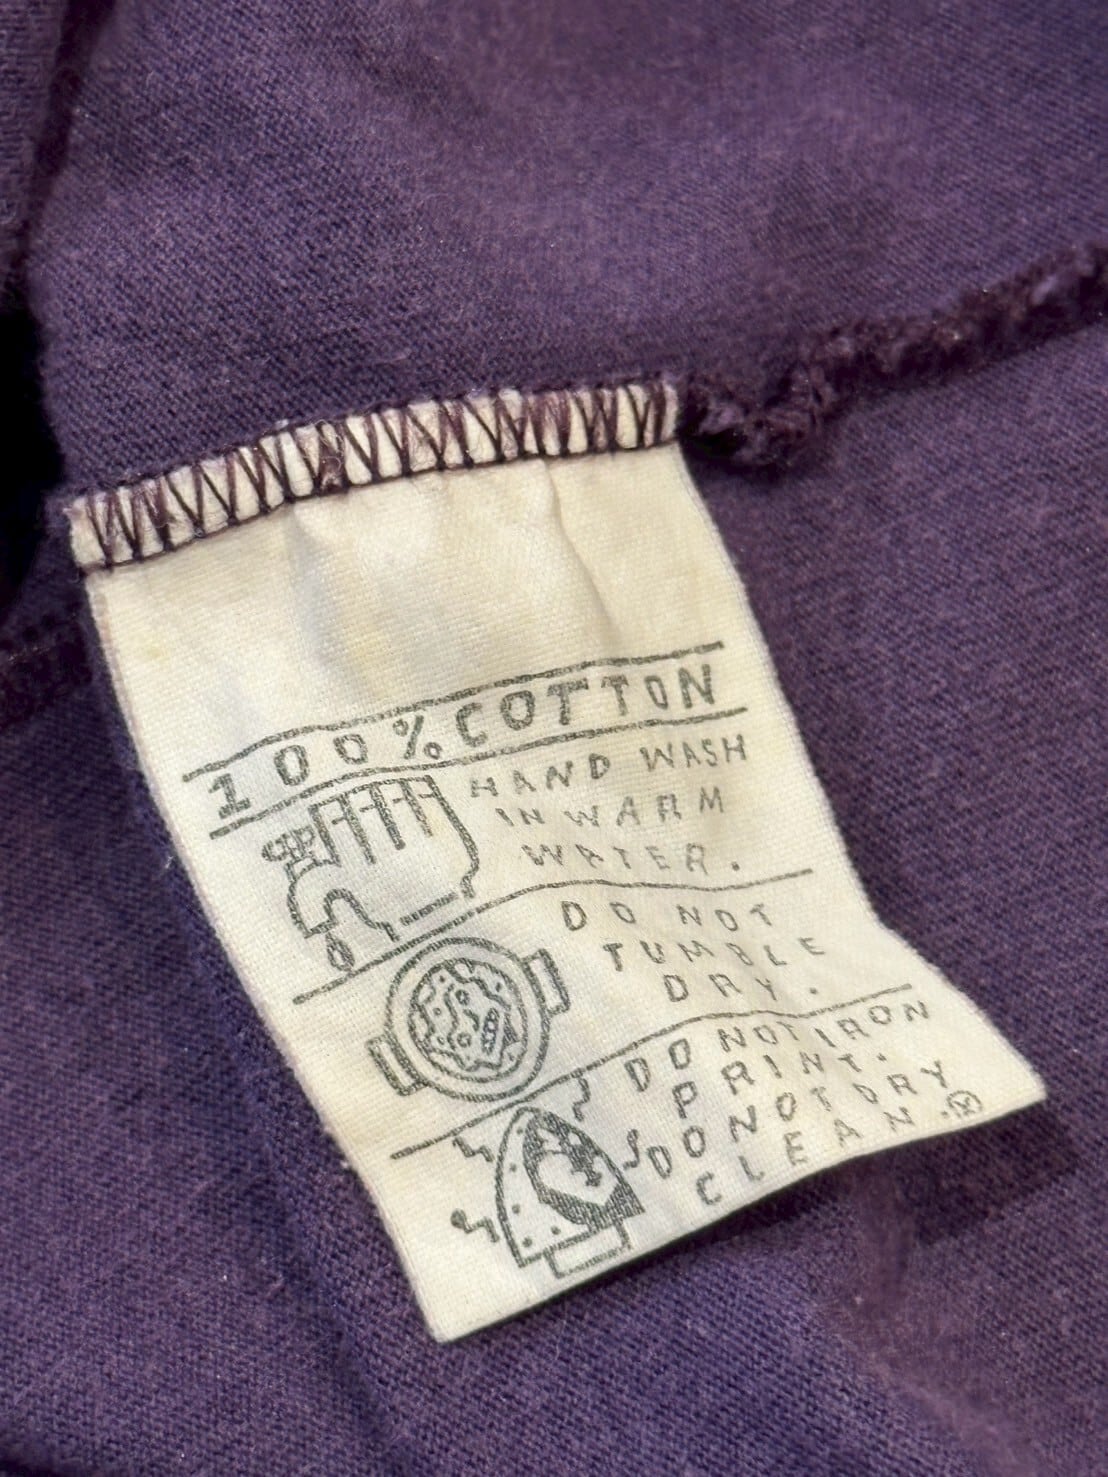 100% COTTON
HAND WASH
IN WARM
WATER.
DO NOT
TUMBLE
DRY.
DO NOT IRON
PRINT.
DO NOT DRY
CLEAN.